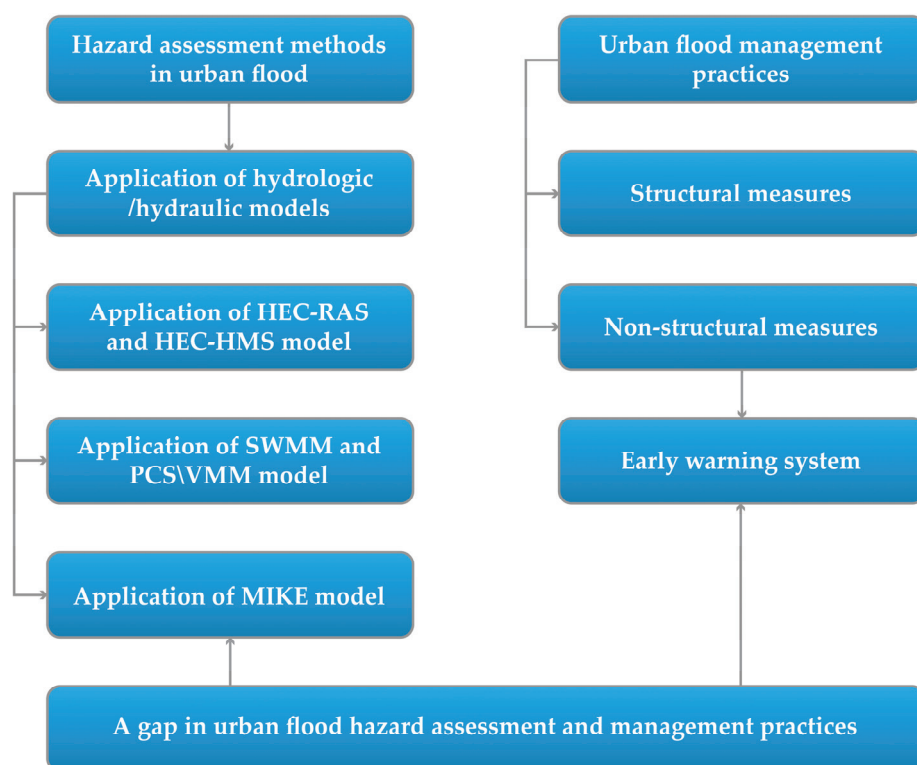 Hazard assessment methods
in urban flood
Application of hydrologic
/hydraulic models
Application of HEC-RAS
and HEC-HMS model
Application of SWMM and
PCS\VMM model
Application of MIKE model
Urban flood management
practices
Structural measures
Non-structural measures
Early warning system
A gap in urban flood hazard assessment and management practices